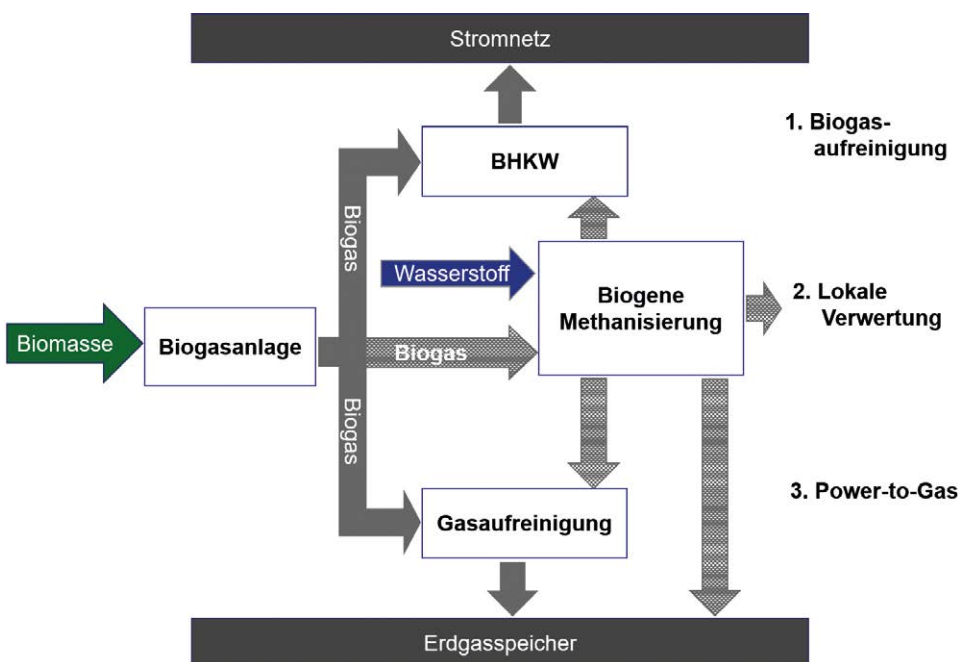 Stromnetz
1. Biogas-
aufreinigung
BHKW
Biogas
Wasserstoff
Biogene
Methanisierung
2. Lokale
Verwertung
Biomasse
Biogasanlage
Biogas
Biogas
3. Power-to-Gas
Gasaufreinigung
Erdgasspeicher